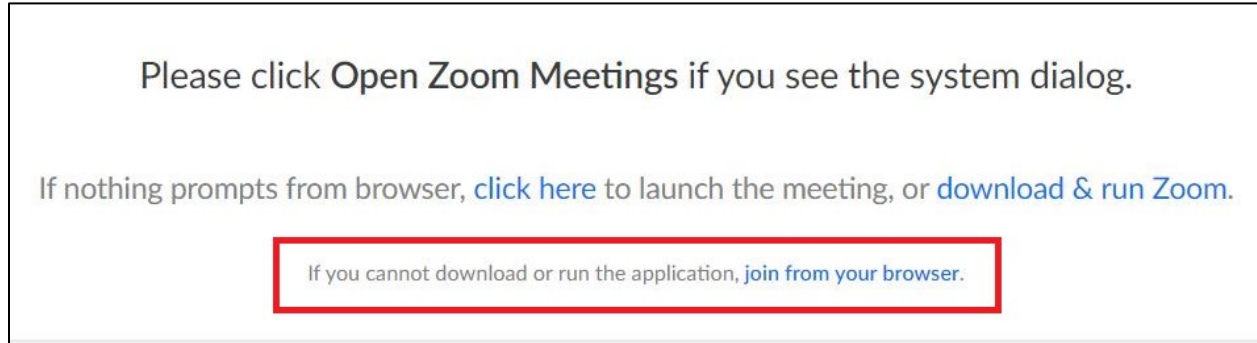 Please click Open Zoom Meetings if you see the system dialog.
If nothing prompts from browser, click here to launch the meeting, or download & run Zoom.
If you cannot download or run the application, join from your browser.